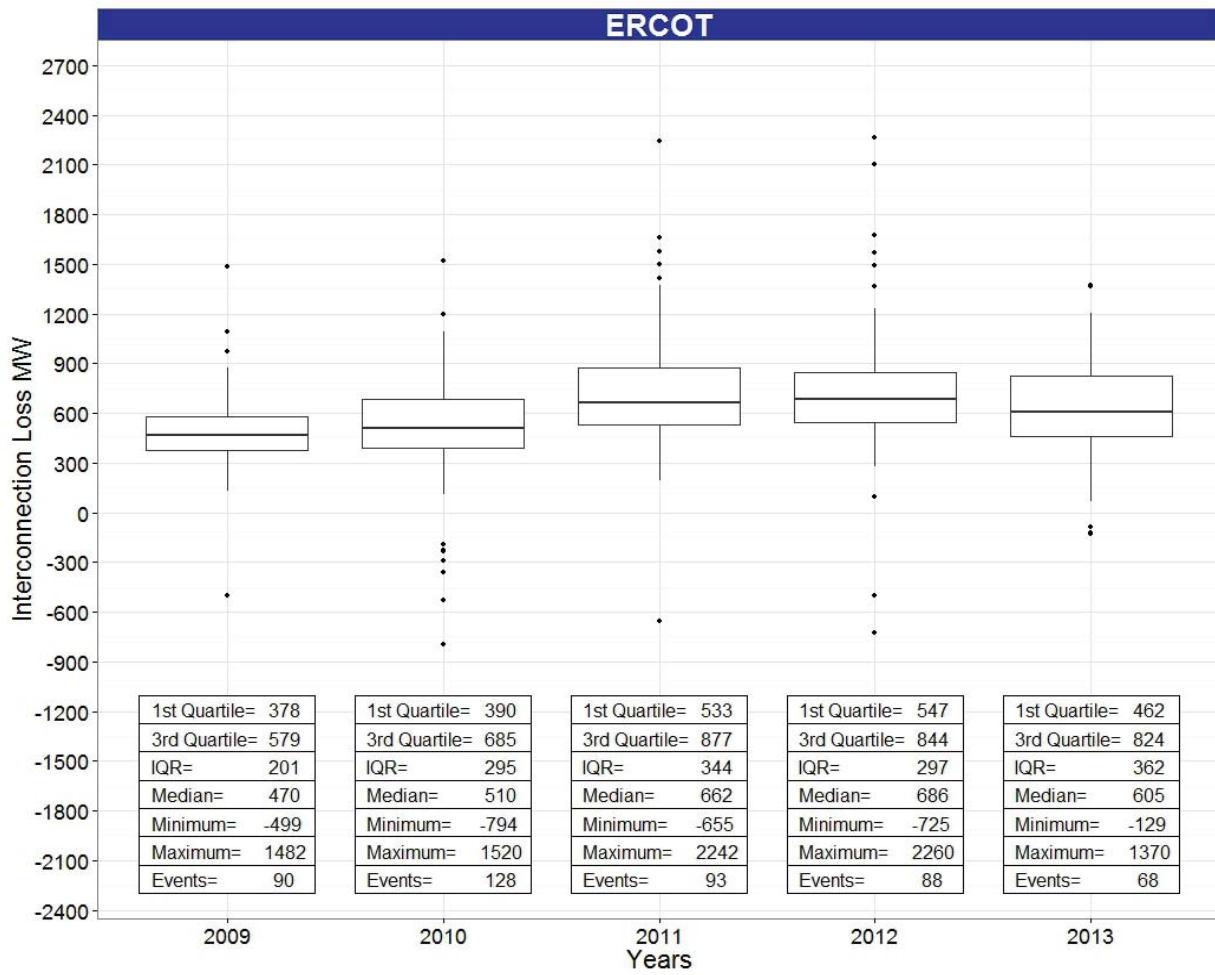 ERCOT
Interconnection Loss MW
2700
2400
2100
1800
1500
1200
900
600
300
0
-300
-600
-900
-1200
-1500
-1800
-2100
-2400
1st Quartile= 378
3rd Quartile= 579
IQR= 201
Median= 470
Minimum= -499
Maximum= 1482
Events= 90
1st Quartile= 390
3rd Quartile= 685
IQR= 295
Median= 510
Minimum= -794
Maximum= 1520
Events= 128
1st Quartile= 533
3rd Quartile= 877
IQR= 344
Median= 662
Minimum= -655
Maximum= 2242
Events= 93
1st Quartile= 547
3rd Quartile= 844
IQR= 297
Median= 686
Minimum= -725
Maximum= 2260
Events= 88
1st Quartile= 462
3rd Quartile= 824
IQR= 362
Median= 605
Minimum= -129
Maximum= 1370
Events= 68
2009 2010 2011 2012 2013
Years